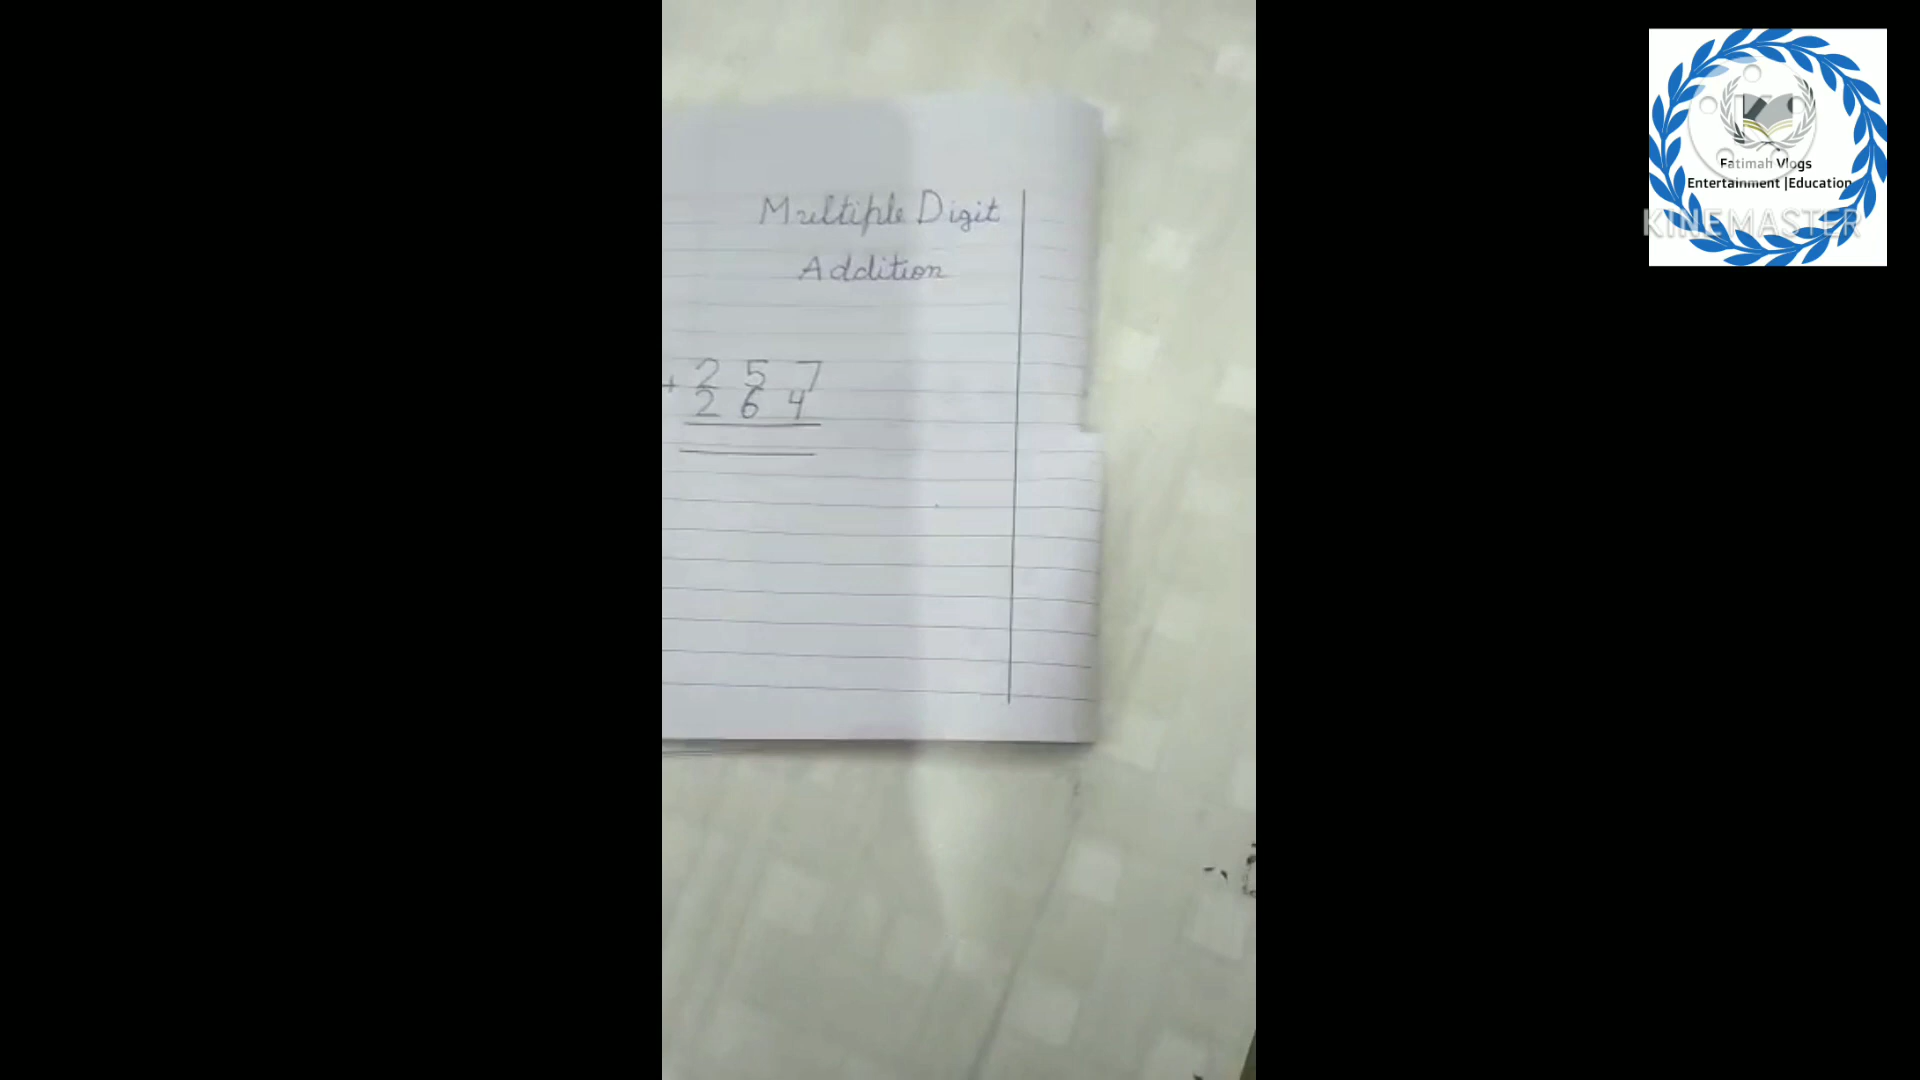 Multiple Digit
Addition
+ 2 5 7
2 6 4
Fatimah Vlogs
Entertainment |Education
KINEMASTER